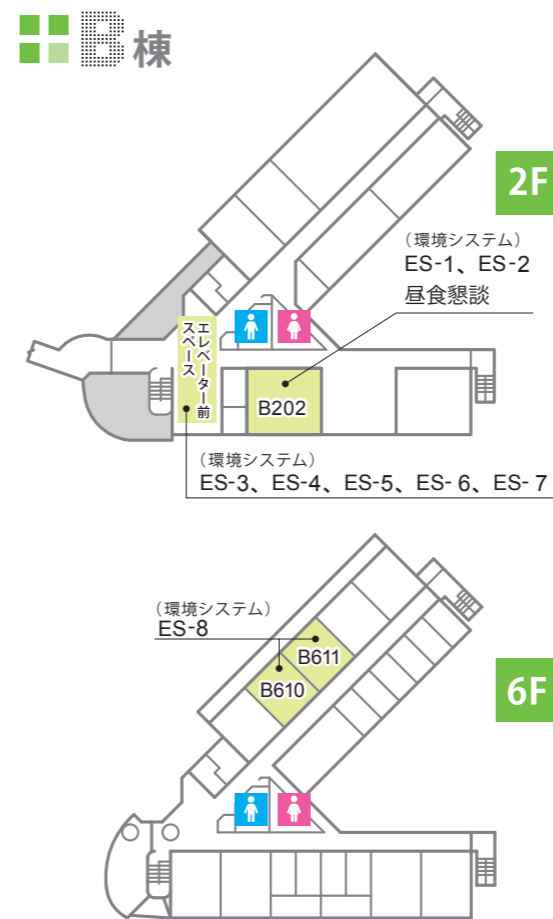 B棟
2F
（環境システム）
ES-1、ES-2
昼食懇談
エレベーター前
スペース
B202
（環境システム）
ES-3、ES-4、ES-5、ES- 6、ES- 7
（環境システム）
ES-8
B611
B610
6F